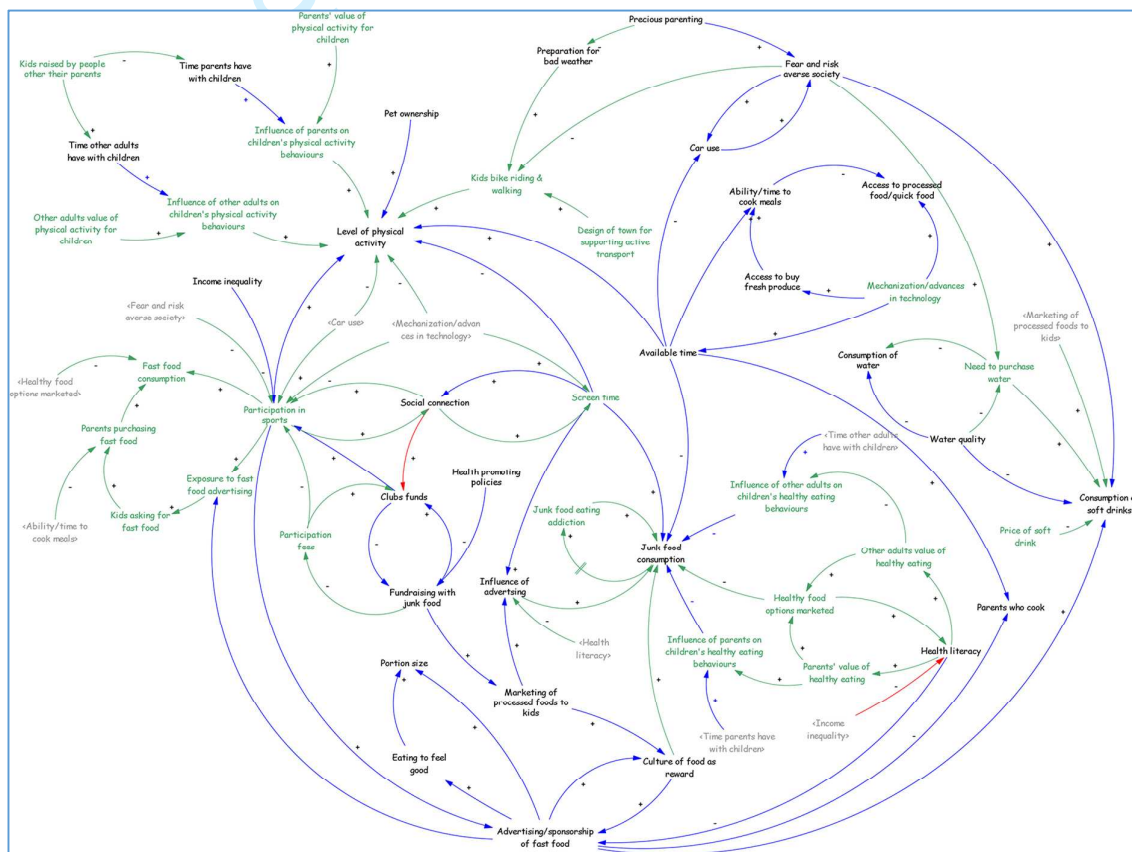 Precious parenting
Parents' value of
physical activity for
children
Kids raised by people
other their parents
Time parents have
with children
Preparation for
bad weather
Fear and risk
averse society
Pet ownership
Influence of parents on
children's physical activity
behaviours
Time other adults
have with children
Car use
Kids bike riding &
walking
Ability/time to
cook meals
Access to processed
food/quick food
Influence of other adults on
children's physical activity
behaviours
Other adults value of
physical activity for
children
Level of physical
activity
Design of town for
supporting active
transport
Access to buy
fresh produce
Mechanization/advances
in technology
Income inequality
<Fear and risk
averse society>
<Car use>
<Mechanization/advan
ces in technology>
<Marketing of
processed foods to
kids>
Available time
Consumption of
water
Need to purchase
water
Fast food
consumption
<Healthy food
options marketed>
Participation in
sports
Social connection
Screen time
Parents purchasing
fast food
Water quality
<Time other adults
have with children>
Exposure to fast
food advertising
Health promoting
policies
Clubs funds
Influence of other adults on
children's healthy eating
behaviours
Consumption o
soft drinks
Kids asking for
fast food
<Ability/time to
cook meals>
Junk food eating
addiction
Price of soft
drink
Participation
fees
Junk food
consumption
Other adults value of
healthy eating
Influence of
advertsing
Fundraising with
junk food
Healthy food
options marketed
Parents who cook
<Health
literacy>
Influence of parents on
children's healthy eating
behaviours
Health literacy
Portion size
Parents' value of
healthy eating
Marketing of
processed foods to
kids
<Income
inequality>
<Time parents have
with children>
Eating to feel
good
Culture of food as
reward
Advertising/sponsorship
of fast food